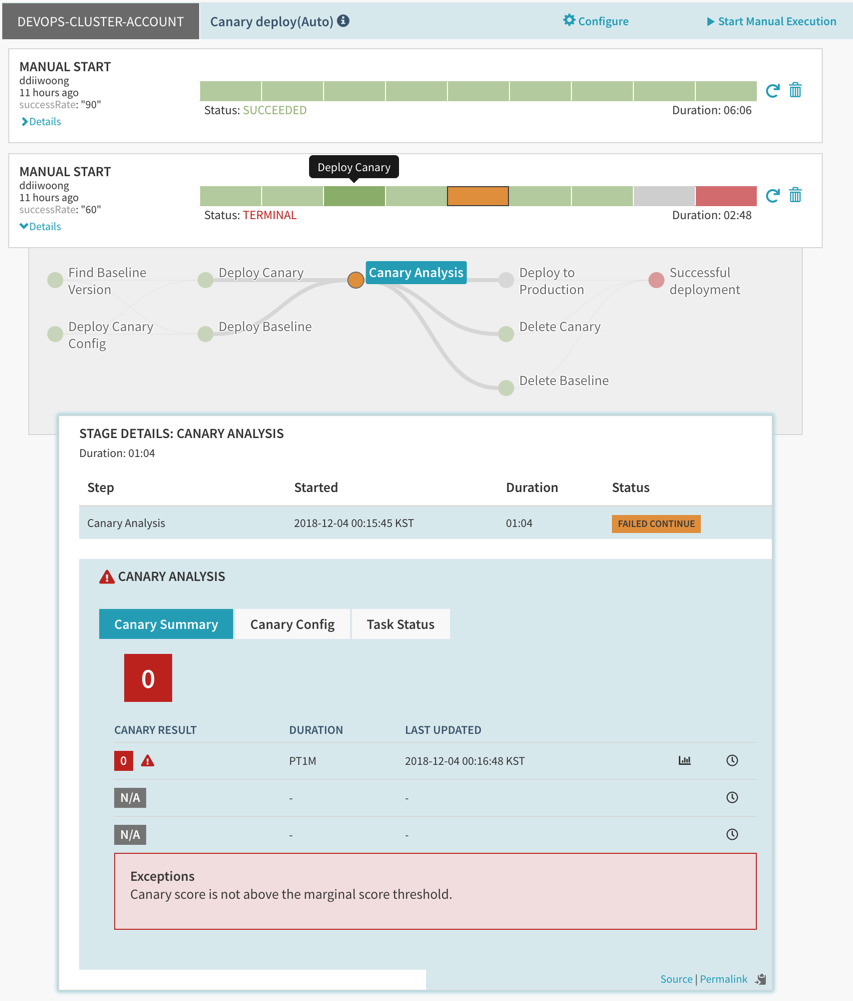 DEVOPS-CLUSTER-ACCOUNT Canary deploy(Auto) Configure Start Manual Execution
MANUAL START
ddiiwoong
11 hours ago
successRate: "90"
Details
Status: SUCCEEDED Duration: 06:06
MANUAL START
ddiiwoong
11 hours ago
successRate: "60"
Details
Deploy Canary
Status: TERMINAL Duration: 02:48
Find Baseline
Version
Deploy Canary
Canary Analysis
Deploy to
Production
Successful
deployment
Deploy Canary
Config
Deploy Baseline
Delete Canary
Delete Baseline
STAGE DETAILS: CANARY ANALYSIS
Duration: 01:04
Step Started Duration Status
Canary Analysis 2018-12-04 00:15:45 KST 01:04 FAILED CONTINUE
CANARY ANALYSIS
Canary Summary Canary Config Task Status
0
CANARY RESULT DURATION LAST UPDATED
0 PT1M 2018-12-04 00:16:48 KST
N/A - -
N/A - -
Exceptions
Canary score is not above the marginal score threshold.
Source | Permalink